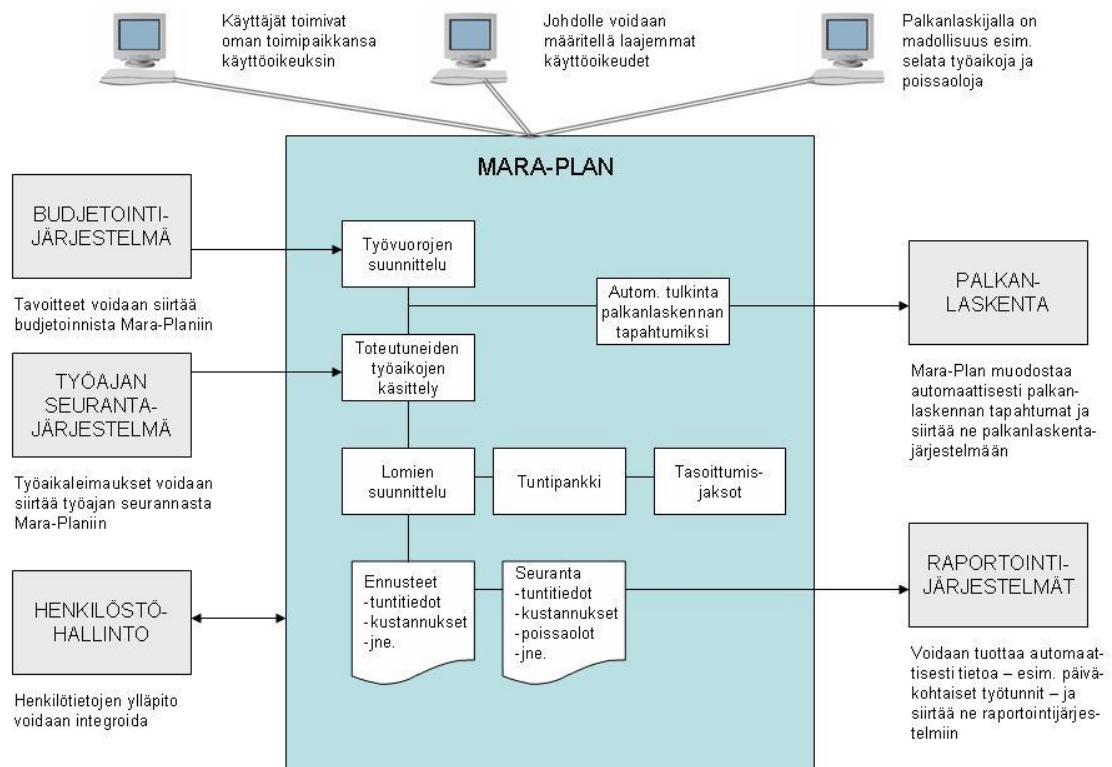 Käyttäjät toimivat
oman toimipaikkansa
käyttöoikeuksin
Johdolle voidaan
määritellä laajemmat
käyttöoikeudet
Palkanlaskijalla on
madollisuus esim.
selata työaikoja ja
poissaoloja
MARA-PLAN
BUDJETOINTI-
JÄRJESTELMÄ
Tavoitteet voidaan siirtää
budjetoinnista Mara-Planiin
TYÖAJAN
SEURANTA-
JÄRJESTELMÄ
Työaikaleimaukset voidaan
siirtää työajan seurannasta
Mara-Planiin
HENKILÖSTÖ-
HALLINTO
Henkilötietojen ylläpito
voidaan integroida
Työvuorojen
suunnittelu
Autom. tulkinta
palkanlaskennan
tapahtumiksi
Toteutuneiden
työaikojen
käsittely
Lomien
suunnittelu
Tuntipankki
Tasoittumis-
jaksot
Ennusteet
-tuntitiedot
-kustannukset
-jne.
Seuranta
-tuntitiedot
-kustannukset
-poissaolot
-jne.
PALKAN-
LASKENTA
Mara-Plan muodostaa
automaattisesti palkan-
laskennan tapahtumat ja
siirtää ne palkanlaskenta-
järjestelmään
RAPORTOINTI-
JÄRJESTELMÄT
Voidaan tuottaa automaat-
tisesti tietoa – esim. päivä-
kohtaiset työtunnit – ja
siirtää ne raportointijärjes-
telmiin